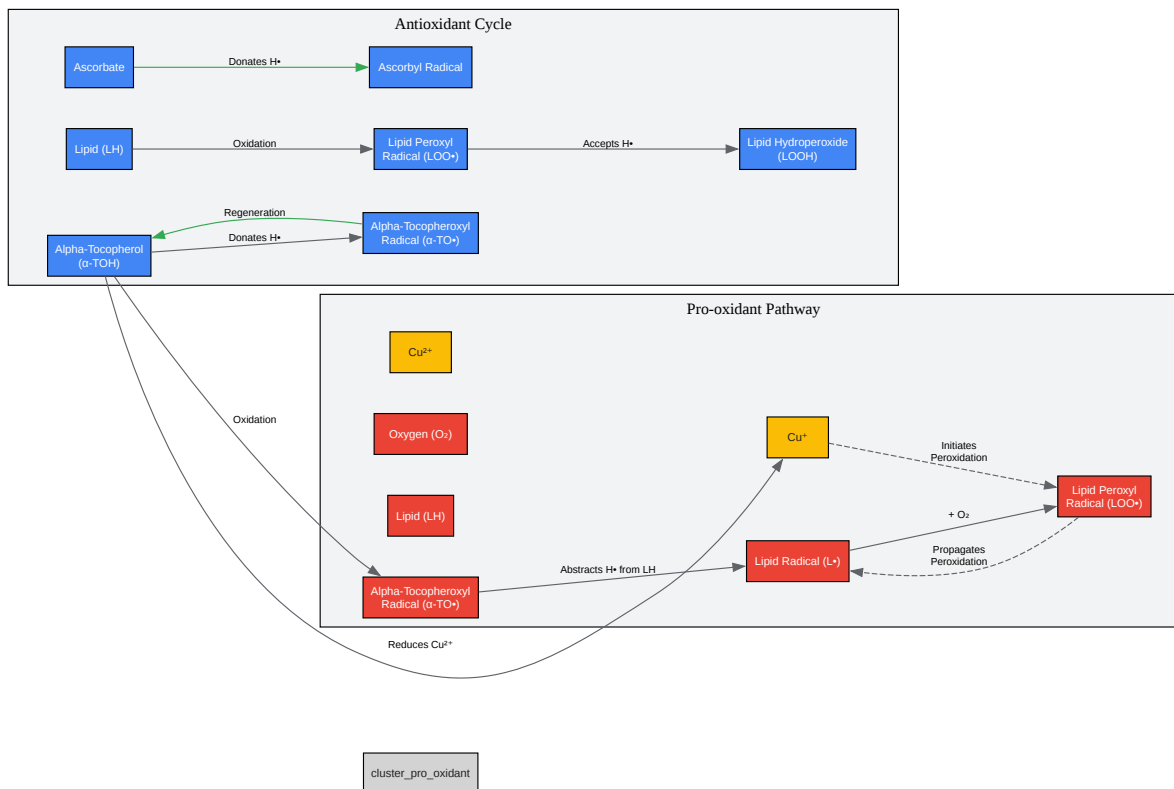 Antioxidant Cycle
Ascorbate
Donates H•
Ascorbyl Radical
Lipid (LH)
Oxidation
Lipid Peroxyl
Radical (LOO•)
Accepts H•
Lipid Hydroperoxide
(LOOH)
Regeneration
Alpha-Tocopherol
(α-TOH)
Donates H•
Alpha-Tocopheroxyl
Radical (α-TO•)
Pro-oxidant Pathway
Cu²⁺
Oxidation
Oxygen (O₂)
Cu⁺
Initiates
Peroxidation
Lipid (LH)
Lipid Peroxyl
Radical (LOO•)
+ O₂
Lipid Radical (L•)
Propagates
Peroxidation
Abstracts H• from LH
Alpha-Tocopheroxyl
Radical (α-TO•)
Reduces Cu²⁺
cluster_pro_oxidant